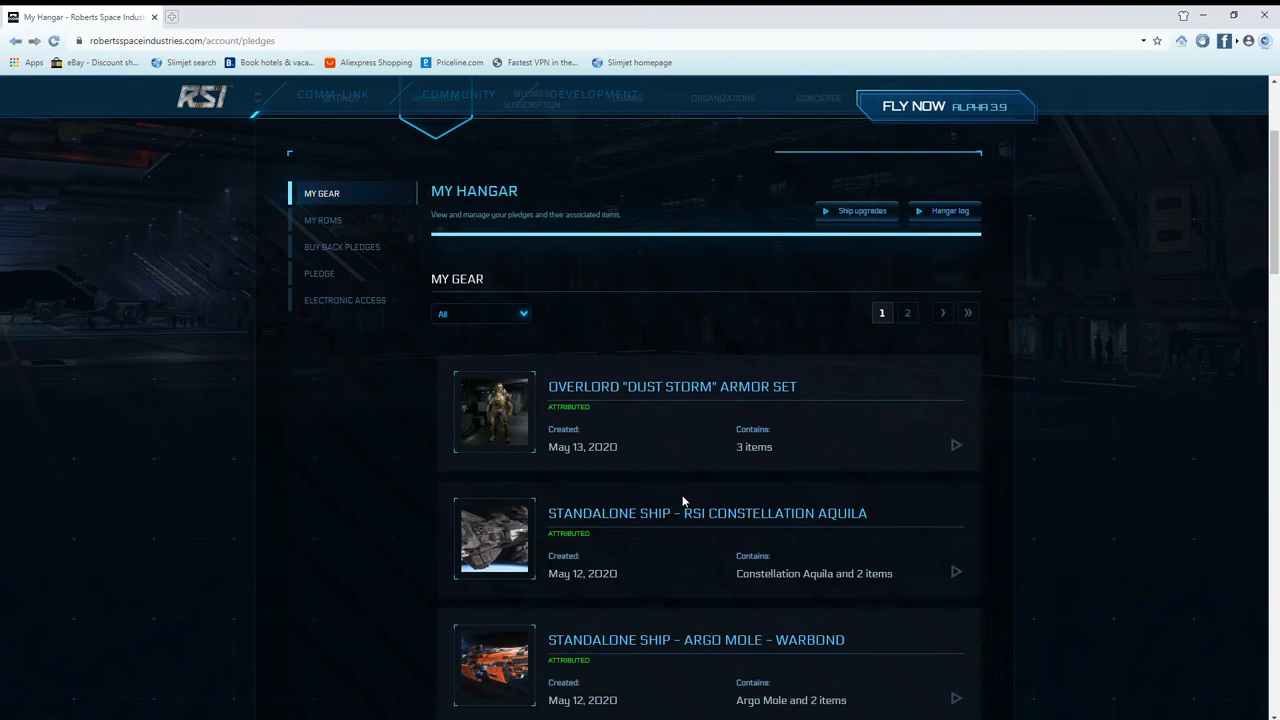 My Hangar - Roberts Space Indust
robertsspaceindustries.com/account/pledges
Apps eBay - Discount sh... Slimjet search Book hotels & vaca... Aliexpress Shopping Priceline.com Fastest VPN in the... Slimjet homepage
RSI COMM-LINK COMMUNITY DEVELOPMENT
BILLING & SUBSCRIPTION ORGANIZATIONS CONCIERGE
FLY NOW ALPHA 3.9
MY GEAR
MY ROMS
BUY BACK PLEDGES
PLEDGE
ELECTRONIC ACCESS
MY HANGAR
View and manage your pledges and their associated items.
Ship upgrades Hangar log
MY GEAR
All
1 2 › »
OVERLORD "DUST STORM" ARMOR SET
ATTRIBUTED
Created: Contains:
May 13, 2020 3 items
STANDALONE SHIP - RSI CONSTELLATION AQUILA
ATTRIBUTED
Created: Contains:
May 12, 2020 Constellation Aquila and 2 items
STANDALONE SHIP - ARGO MOLE - WARBOND
ATTRIBUTED
Created: Contains:
May 12, 2020 Argo Mole and 2 items